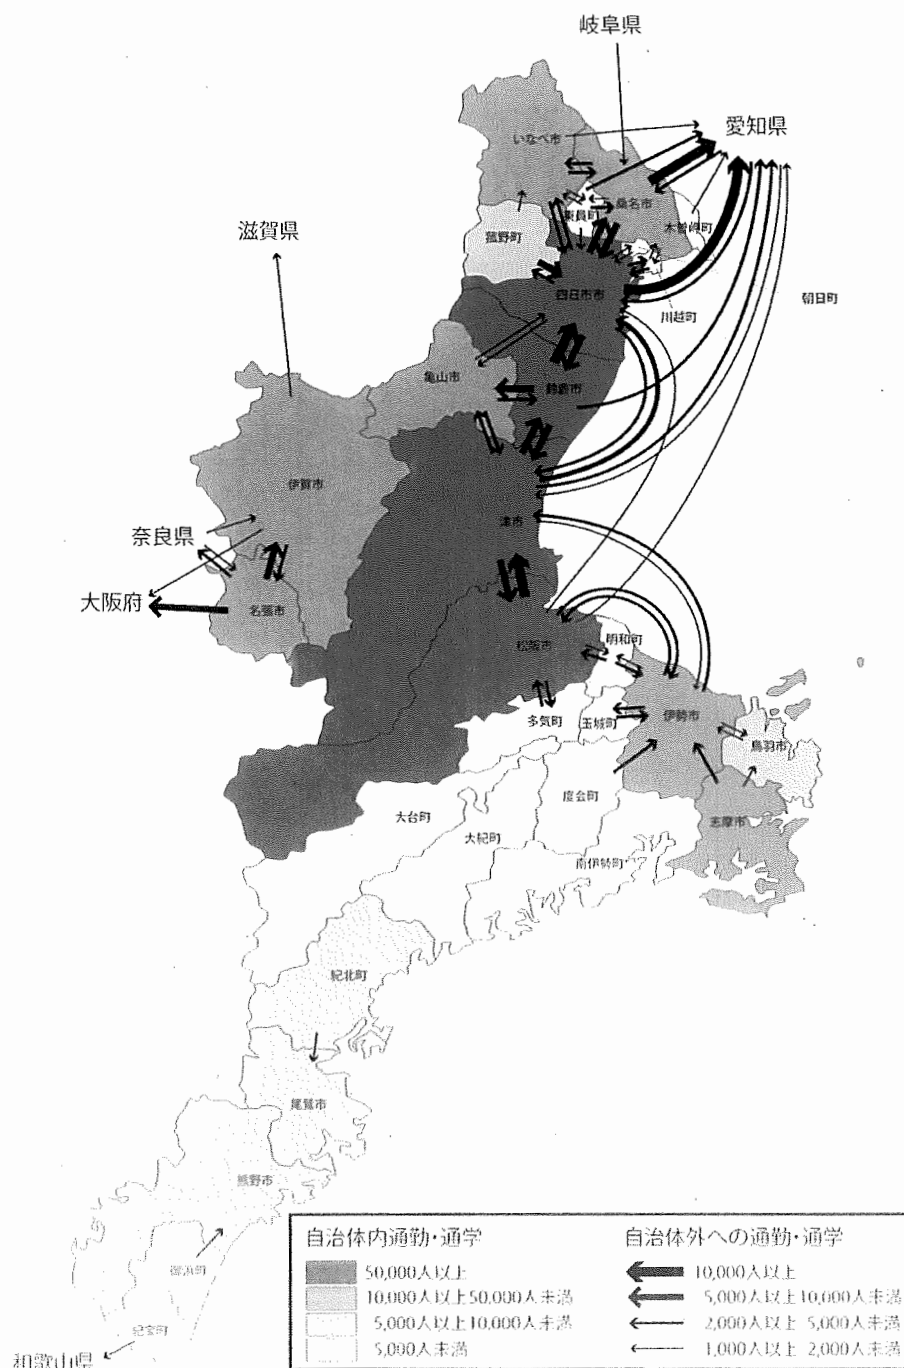 岐阜県
愛知県
いなべ市
桑名市
東員町
木曽岬町
滋賀県
菰野町
四日市市
朝日町
川越町
亀山市
鈴鹿市
伊賀市
津市
奈良県
大阪府
名張市
松阪市
明和町
多気町
玉城町
伊勢市
鳥羽市
度会町
大台町
志摩市
大紀町
南伊勢町
紀北町
尾鷲市
熊野市
御浜町
紀宝町
和歌山県
自治体内通勤・通学
50,000人以上
10,000人以上50,000人未満
5,000人以上10,000人未満
5,000人未満
自治体外への通勤・通学
10,000人以上
5,000人以上10,000人未満
2,000人以上 5,000人未満
1,000人以上 2,000人未満